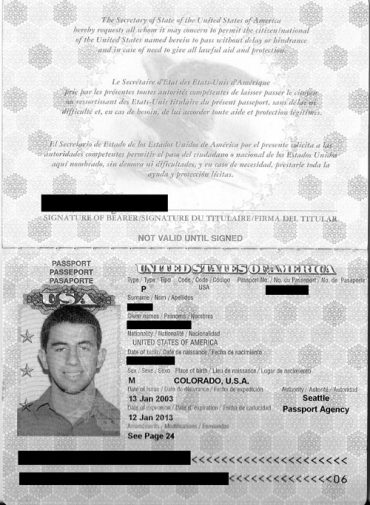 The Secretary of State of the United States of America
hereby requests all whom it may concern to permit the citizen/national
of the United States named herein to pass without delay or hindrance
and in case of need to give all lawful aid and protection.
Le Secrétaire d'Etat des Etats-Unis d'Amérique
prie par les présentes toutes autorités compétentes de laisser passer le citoyen
ou ressortissant des Etats-Unis titulaire du présent passeport, sans délai ni
difficulté et, en cas de besoin, de lui accorder toute aide et protection légitimes.
El Secretario de Estado de los Estados Unidos de América por el presente solicita a las
autoridades competentes permitir el paso del ciudadano o nacional de los Estados Unidos
aquí nombrado, sin demora ni dificultades, y en caso de necesidad, prestarle toda la
ayuda y protección lícitas.
SIGNATURE OF BEARER/SIGNATURE DU TITULAIRE/FIRMA DEL TITULAR
NOT VALID UNTIL SIGNED
PASSPORT
PASSEPORT
PASAPORTE
USA
UNITED STATES OF AMERICA
Type / Type / Tipo Code / Code / Código Passport No. / No. du Passeport / No. de Pasaporte
P USA
Surname / Nom / Apellidos
Given names / Prénoms / Nombres
Nationality / Nationalité / Nacionalidad
UNITED STATES OF AMERICA
Date of birth / Date de naissance / Fecha de nacimiento
Sex / Sexe / Sexo Place of birth / Lieu de naissance / Lugar de nacimiento
M COLORADO, U.S.A.
Date of issue / Date de délivrance / Fecha de expedición Authority / Autorité / Autoridad
13 Jan 2003 Seattle
Date of expiration / Date d' expiration / Fecha de caducidad Passport Agency
12 Jan 2013
Amendments / Modifications / Enmiendas
See Page 24
<<<<<<<<<<<<<<<<<<<<<<
<<<<<<<<<<<<<<06